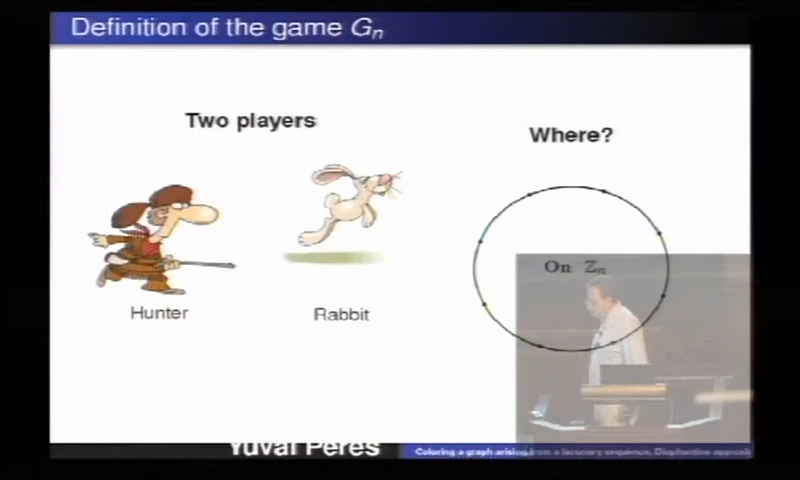 Definition of the game Gn
Two players
Where?
On Zn
Hunter
Rabbit
Yuval Peres
Coloring a graph arising from a lacunary sequence, Diophantine approxi